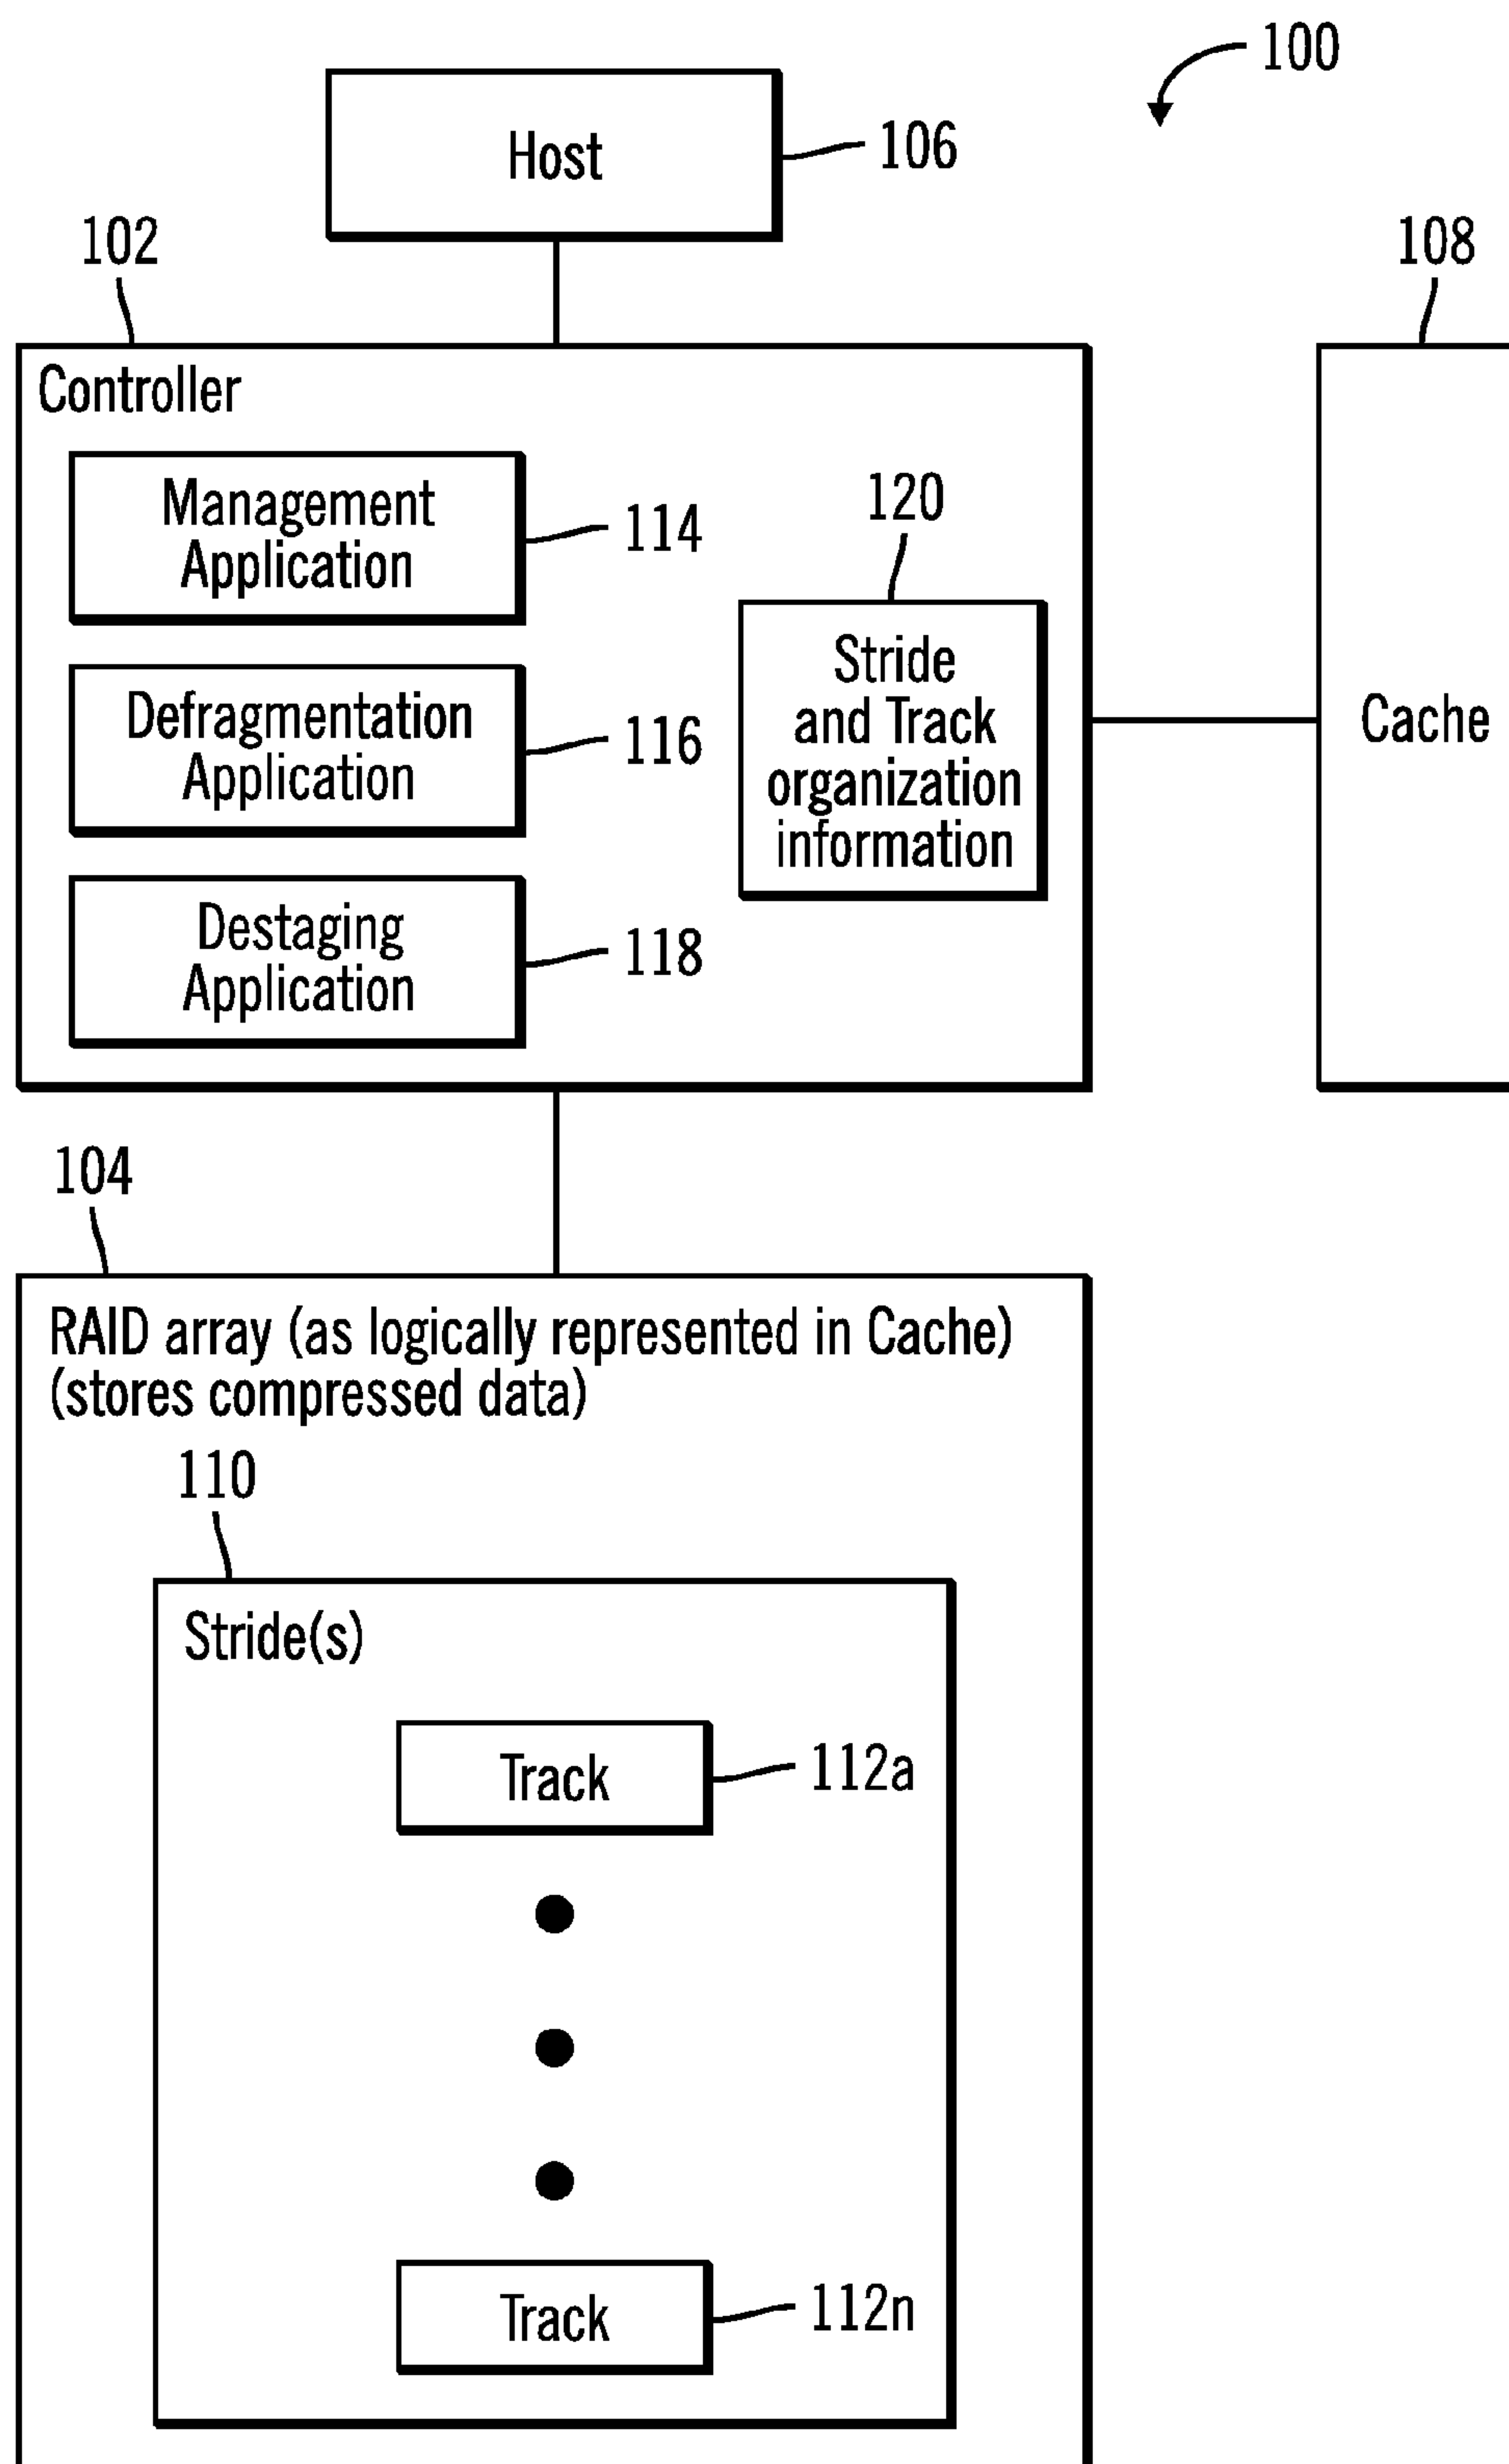 100
Host
106
102
108
Controller
Management
Application
114
120
Defragmentation
Application
116
Stride
and Track
organization
information
Cache
Destaging
Application
118
104
RAID array (as logically represented in Cache)
(stores compressed data)
110
Stride(s)
Track
112a
Track
112n